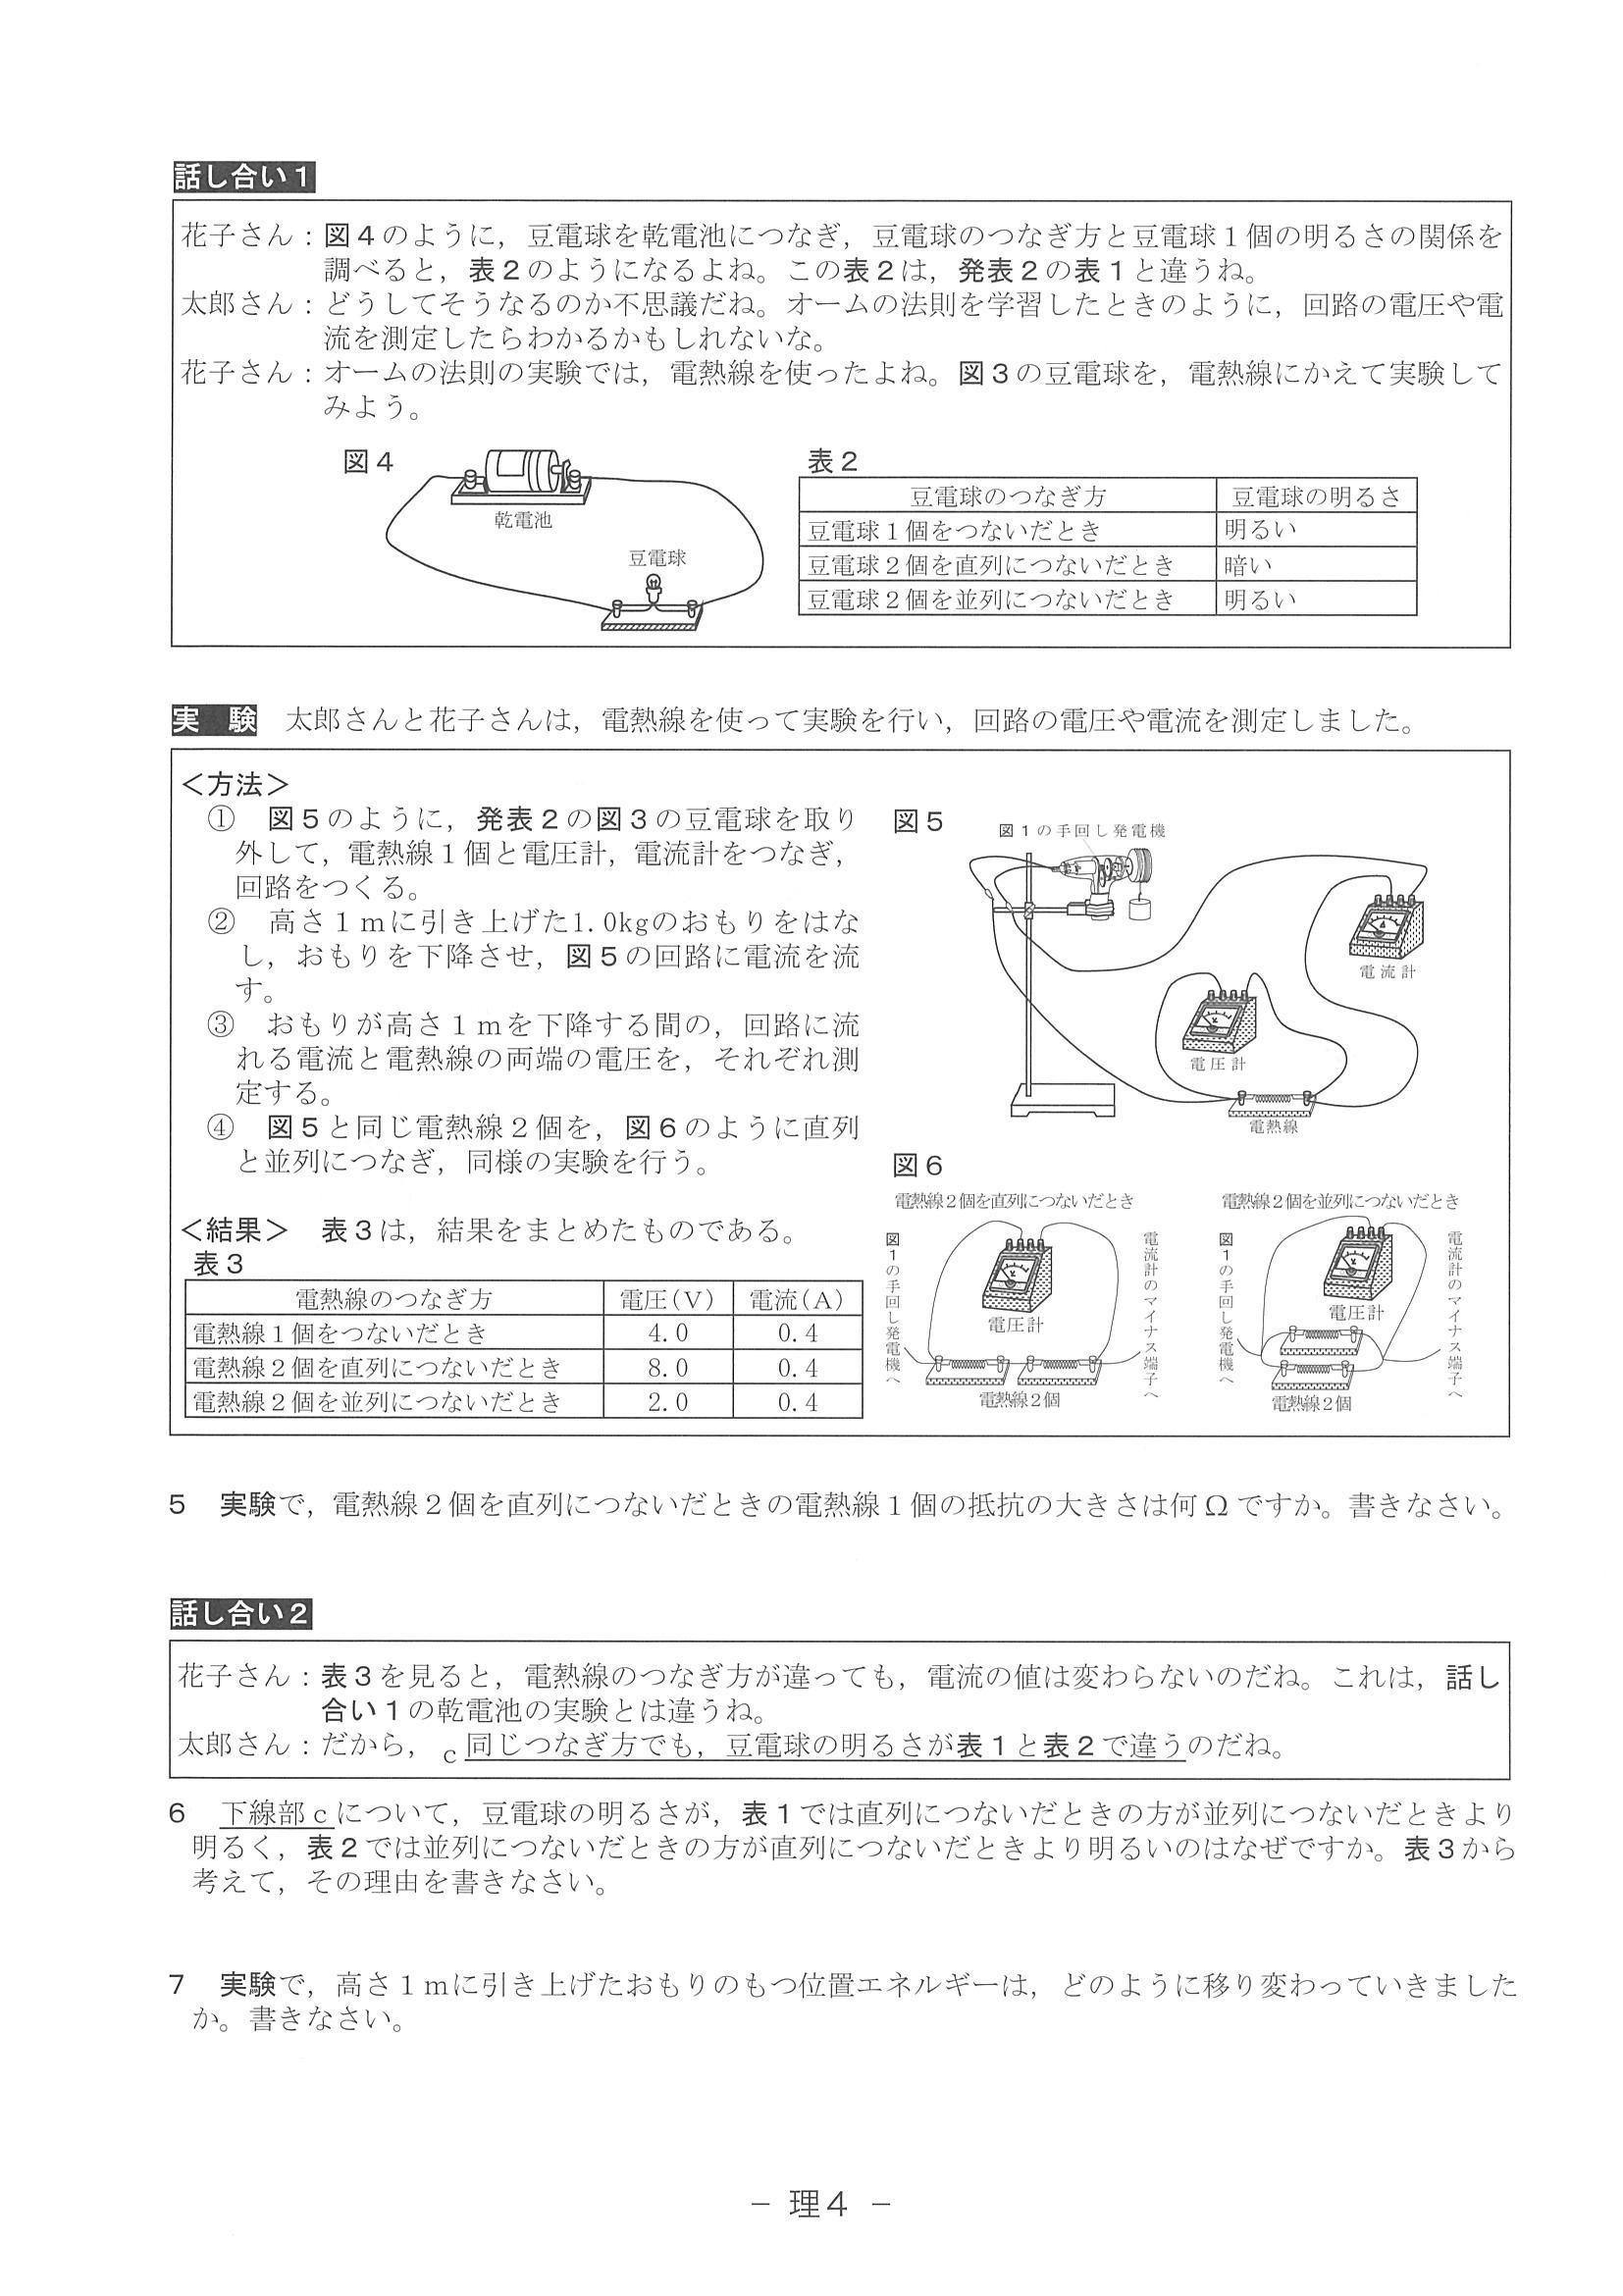 話し合い1
花子さん：図4のように，豆電球を乾電池につなぎ，豆電球のつなぎ方と豆電球1個の明るさの関係を
調べると，表2のようになるよね。この表2は，発表2の表1と違うね。
太郎さん：どうしてそうなるのか不思議だね。オームの法則を学習したときのように，回路の電圧や電
流を測定したらわかるかもしれないな。
花子さん：オームの法則の実験では，電熱線を使ったよね。図3の豆電球を，電熱線にかえて実験して
みよう。
図4
乾電池
豆電球
表2
豆電球のつなぎ方 豆電球の明るさ
豆電球1個をつないだとき 明るい
豆電球2個を直列につないだとき 暗い
豆電球2個を並列につないだとき 明るい
実　験　太郎さんと花子さんは，電熱線を使って実験を行い，回路の電圧や電流を測定しました。
＜方法＞
①　図5のように，発表2の図3の豆電球を取り
外して，電熱線1個と電圧計，電流計をつなぎ，
回路をつくる。
②　高さ1mに引き上げた1.0kgのおもりをはな
し，おもりを下降させ，図5の回路に電流を流
す。
③　おもりが高さ1mを下降する間の，回路に流
れる電流と電熱線の両端の電圧を，それぞれ測
定する。
④　図5と同じ電熱線2個を，図6のように直列
と並列につなぎ，同様の実験を行う。
＜結果＞　表3は，結果をまとめたものである。
表3
電熱線のつなぎ方 電圧(V) 電流(A)
電熱線1個をつないだとき 4.0 0.4
電熱線2個を直列につないだとき 8.0 0.4
電熱線2個を並列につないだとき 2.0 0.4
図5
図1の手回し発電機
電流計
電圧計
電熱線
図6
電熱線2個を直列につないだとき
図1の手回し発電機へ
電圧計
電熱線2個
電流計のマイナス端子へ
電熱線2個を並列につないだとき
図1の手回し発電機へ
電圧計
電熱線2個
電流計のマイナス端子へ
5　実験で，電熱線2個を直列につないだときの電熱線1個の抵抗の大きさは何Ωですか。書きなさい。
話し合い2
花子さん：表3を見ると，電熱線のつなぎ方が違っても，電流の値は変わらないのだね。これは，話し
合い1の乾電池の実験とは違うね。
太郎さん：だから，c同じつなぎ方でも，豆電球の明るさが表1と表2で違うのだね。
6　下線部cについて，豆電球の明るさが，表1では直列につないだときの方が並列につないだときより
明るく，表2では並列につないだときの方が直列につないだときより明るいのはなぜですか。表3から
考えて，その理由を書きなさい。
7　実験で，高さ1mに引き上げたおもりのもつ位置エネルギーは，どのように移り変わっていきました
か。書きなさい。
－ 理4 －